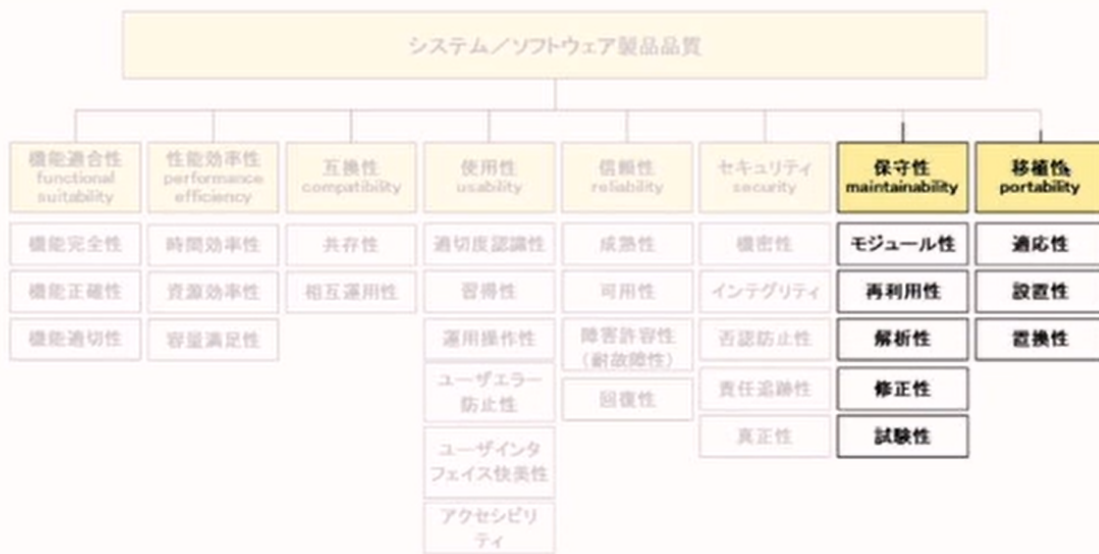 システム／ソフトウェア製品品質
機能適合性
functional
suitability
機能完全性
機能正確性
機能適切性
性能効率性
performance
efficiency
時間効率性
資源効率性
容量満足性
互換性
compatibility
共存性
相互運用性
使用性
usability
適切度認識性
習得性
運用操作性
ユーザエラー
防止性
ユーザインタ
フェイス快美性
アクセシビリ
ティ
信頼性
reliability
成熟性
可用性
障害許容性
（耐故障性）
回復性
セキュリティ
security
機密性
インテグリティ
否認防止性
責任追跡性
真正性
保守性
maintainability
モジュール性
再利用性
解析性
修正性
試験性
移植性
portability
適応性
設置性
置換性